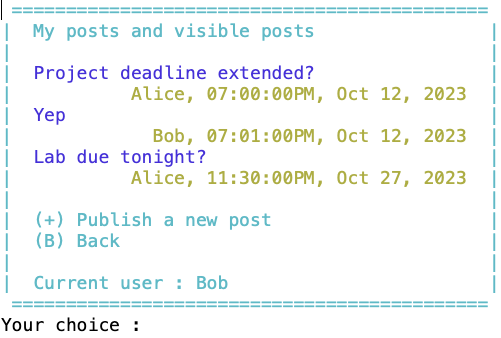 ============================================
| My posts and visible posts |
| |
| Project deadline extended? |
| Alice, 07:00:00PM, Oct 12, 2023 |
| Yep |
| Bob, 07:01:00PM, Oct 12, 2023 |
| Lab due tonight? |
| Alice, 11:30:00PM, Oct 27, 2023 |
| |
| (+) Publish a new post |
| (B) Back |
| |
| Current user : Bob |
============================================
Your choice :